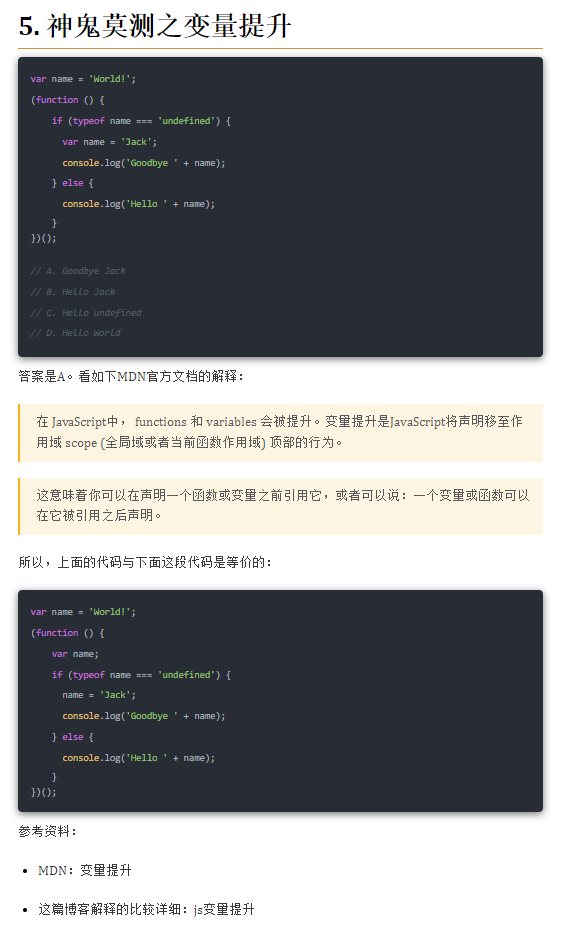 5. 神鬼莫测之变量提升
var name = 'World!';
(function () {
if (typeof name === 'undefined') {
var name = 'Jack';
console.log('Goodbye ' + name);
} else {
console.log('Hello ' + name);
}
})();
// A. Goodbye Jack
// B. Hello Jack
// C. Hello undefined
// D. Hello World
答案是A。看如下MDN官方文档的解释：
在 JavaScript中， functions 和 variables 会被提升。变量提升是JavaScript将声明移至作
用域 scope (全局域或者当前函数作用域) 顶部的行为。
这意味着你可以在声明一个函数或变量之前引用它，或者可以说：一个变量或函数可以
在它被引用之后声明。
所以，上面的代码与下面这段代码是等价的：
var name = 'World!';
(function () {
var name;
if (typeof name === 'undefined') {
name = 'Jack';
console.log('Goodbye ' + name);
} else {
console.log('Hello ' + name);
}
})();
参考资料：
• MDN：变量提升
• 这篇博客解释的比较详细：js变量提升